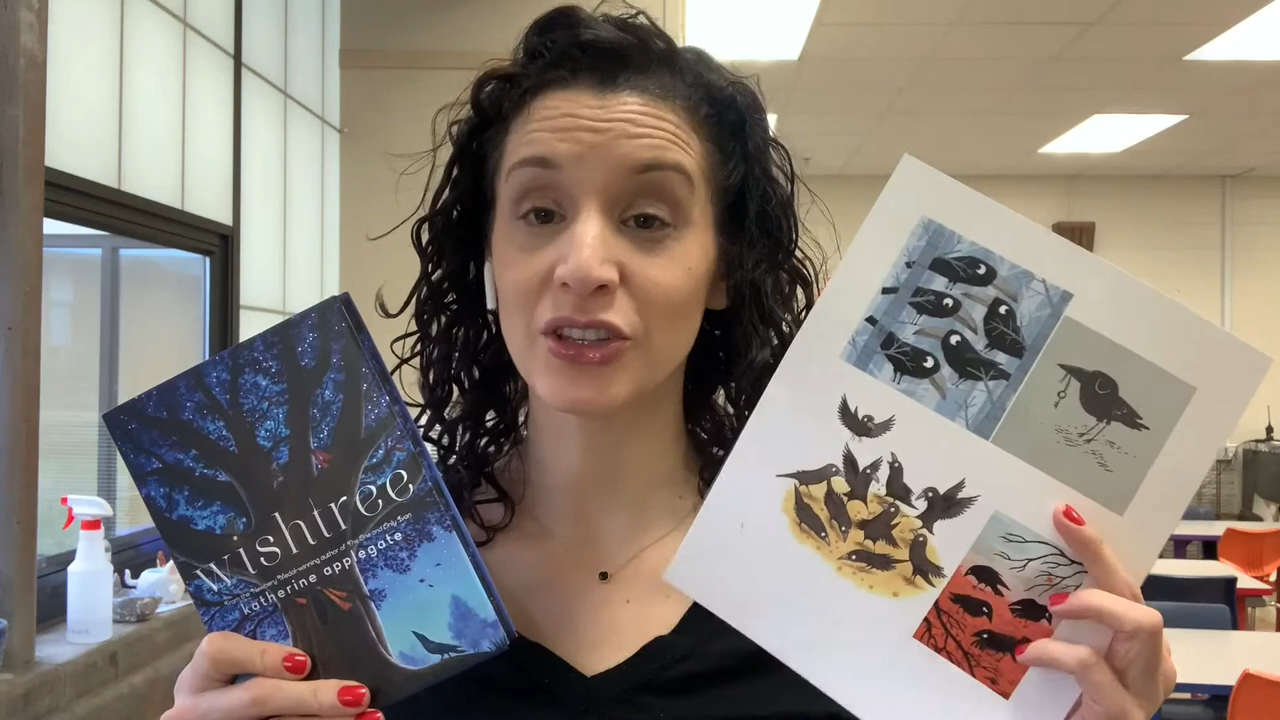 wishtree
From the Newbery Medal-winning author of The One and Only Ivan
katherine applegate